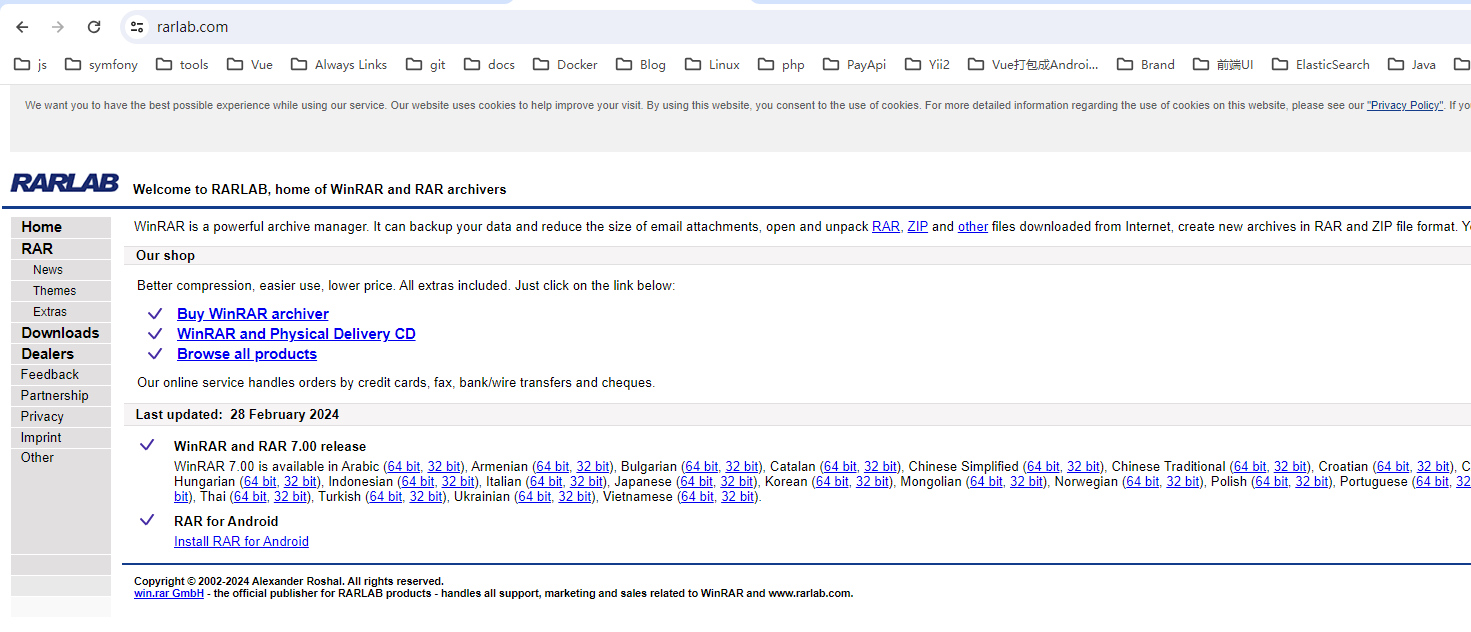 rarlab.com
js symfony tools Vue Always Links git docs Docker Blog Linux php PayApi Yii2 Vue打包成Androi... Brand 前端UI ElasticSearch Java
We want you to have the best possible experience while using our service. Our website uses cookies to help improve your visit. By using this website, you consent to the use of cookies. For more detailed information regarding the use of cookies on this website, please see our "Privacy Policy". If yo
RARLAB Welcome to RARLAB, home of WinRAR and RAR archivers
Home
RAR
News
Themes
Extras
Downloads
Dealers
Feedback
Partnership
Privacy
Imprint
Other
WinRAR is a powerful archive manager. It can backup your data and reduce the size of email attachments, open and unpack RAR, ZIP and other files downloaded from Internet, create new archives in RAR and ZIP file format. Y
Our shop
Better compression, easier use, lower price. All extras included. Just click on the link below:
Buy WinRAR archiver
WinRAR and Physical Delivery CD
Browse all products
Our online service handles orders by credit cards, fax, bank/wire transfers and cheques.
Last updated: 28 February 2024
WinRAR and RAR 7.00 release
WinRAR 7.00 is available in Arabic (64 bit, 32 bit), Armenian (64 bit, 32 bit), Bulgarian (64 bit, 32 bit), Catalan (64 bit, 32 bit), Chinese Simplified (64 bit, 32 bit), Chinese Traditional (64 bit, 32 bit), Croatian (64 bit, 32 bit), C
Hungarian (64 bit, 32 bit), Indonesian (64 bit, 32 bit), Italian (64 bit, 32 bit), Japanese (64 bit, 32 bit), Korean (64 bit, 32 bit), Mongolian (64 bit, 32 bit), Norwegian (64 bit, 32 bit), Polish (64 bit, 32 bit), Portuguese (64 bit, 32
bit), Thai (64 bit, 32 bit), Turkish (64 bit, 32 bit), Ukrainian (64 bit, 32 bit), Vietnamese (64 bit, 32 bit).
RAR for Android
Install RAR for Android
Copyright © 2002-2024 Alexander Roshal. All rights reserved.
win.rar GmbH - the official publisher for RARLAB products - handles all support, marketing and sales related to WinRAR and www.rarlab.com.